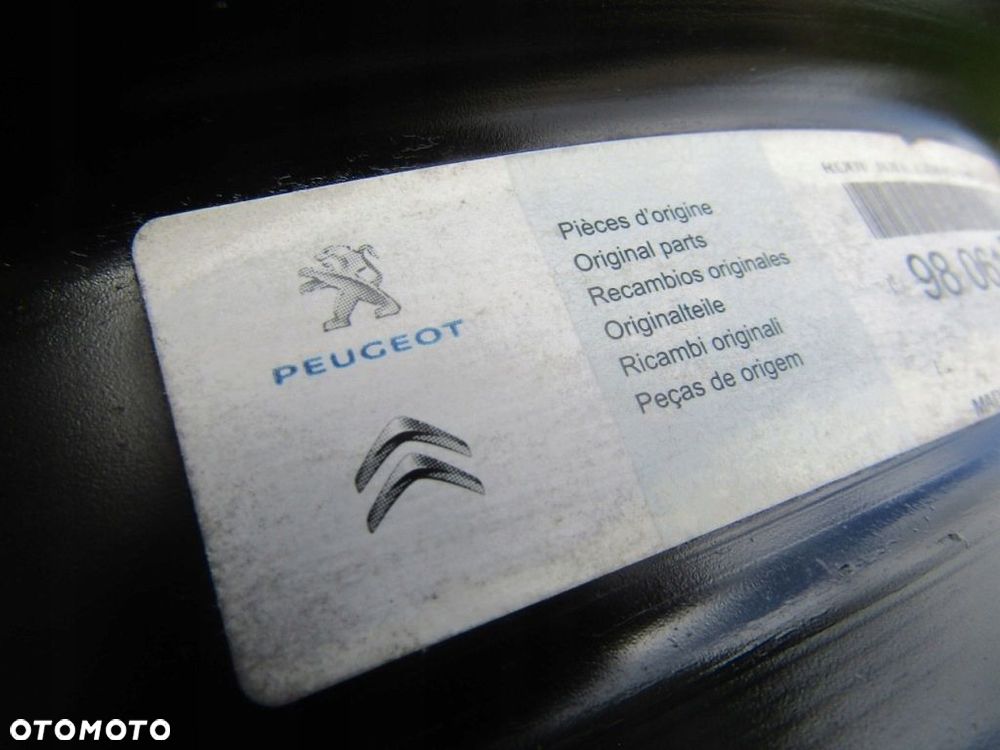 PEUGEOT
Pièces d'origine
Original parts
Recambios originales
Originalteile
Ricambi originali
Peças de origem
98 06
OTOMOTO